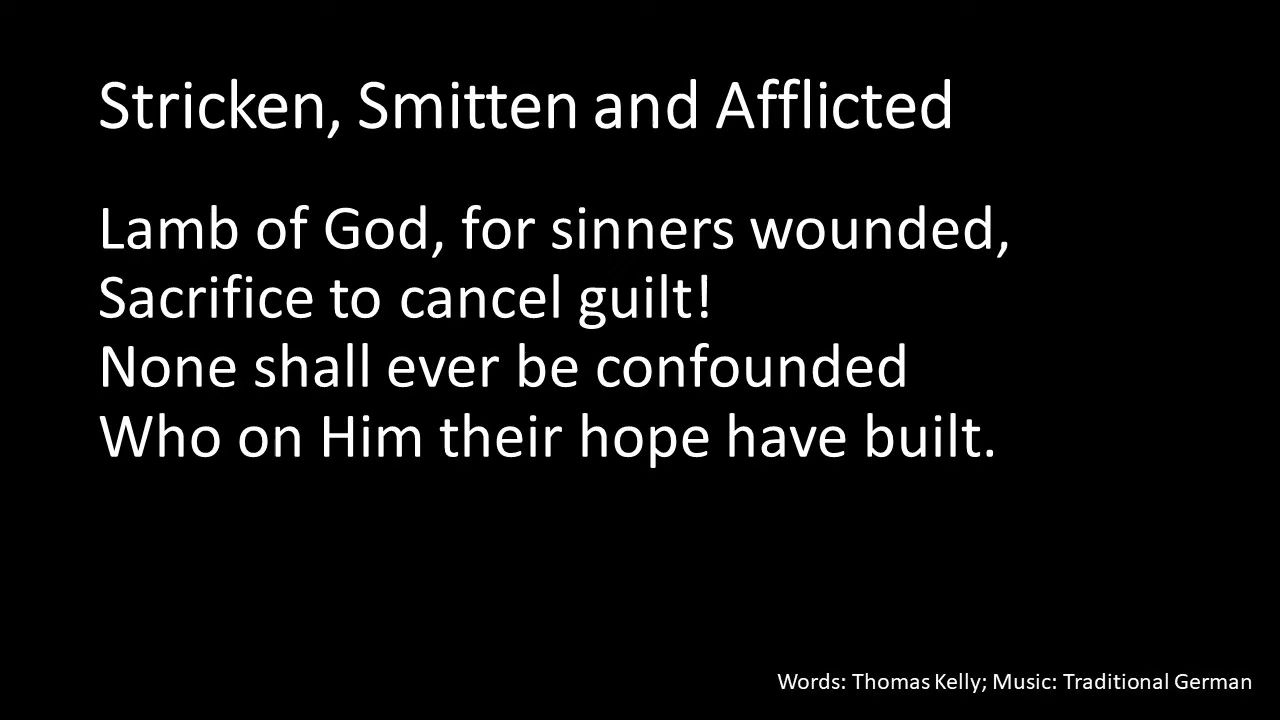 Stricken, Smitten and Afflicted
Lamb of God, for sinners wounded,
Sacrifice to cancel guilt!
None shall ever be confounded
Who on Him their hope have built.
Words: Thomas Kelly; Music: Traditional German